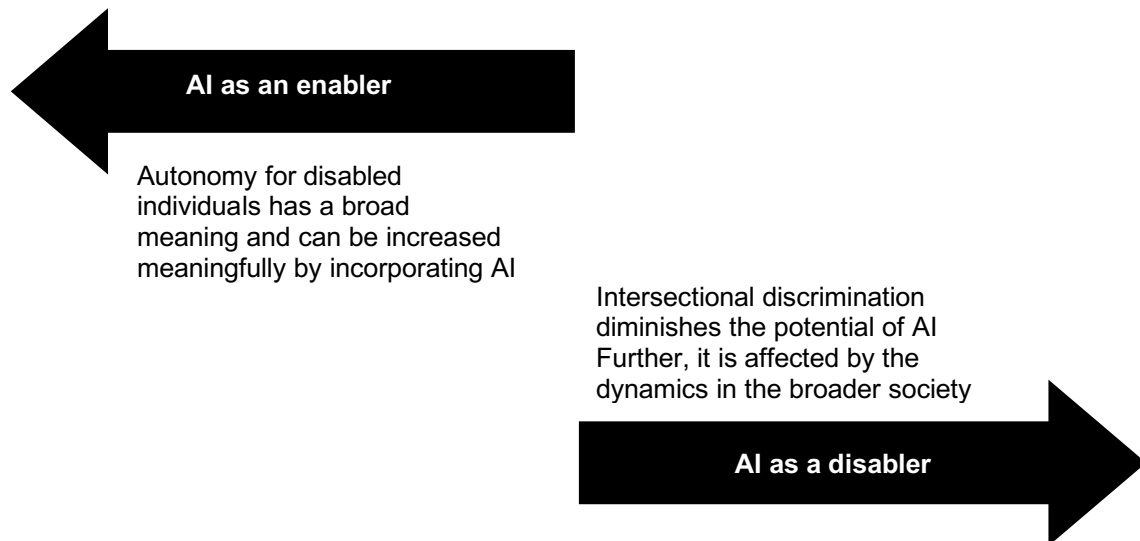 AI as an enabler
Autonomy for disabled
individuals has a broad
meaning and can be increased
meaningfully by incorporating AI
Intersectional discrimination
diminishes the potential of AI
Further, it is affected by the
dynamics in the broader society
AI as a disabler